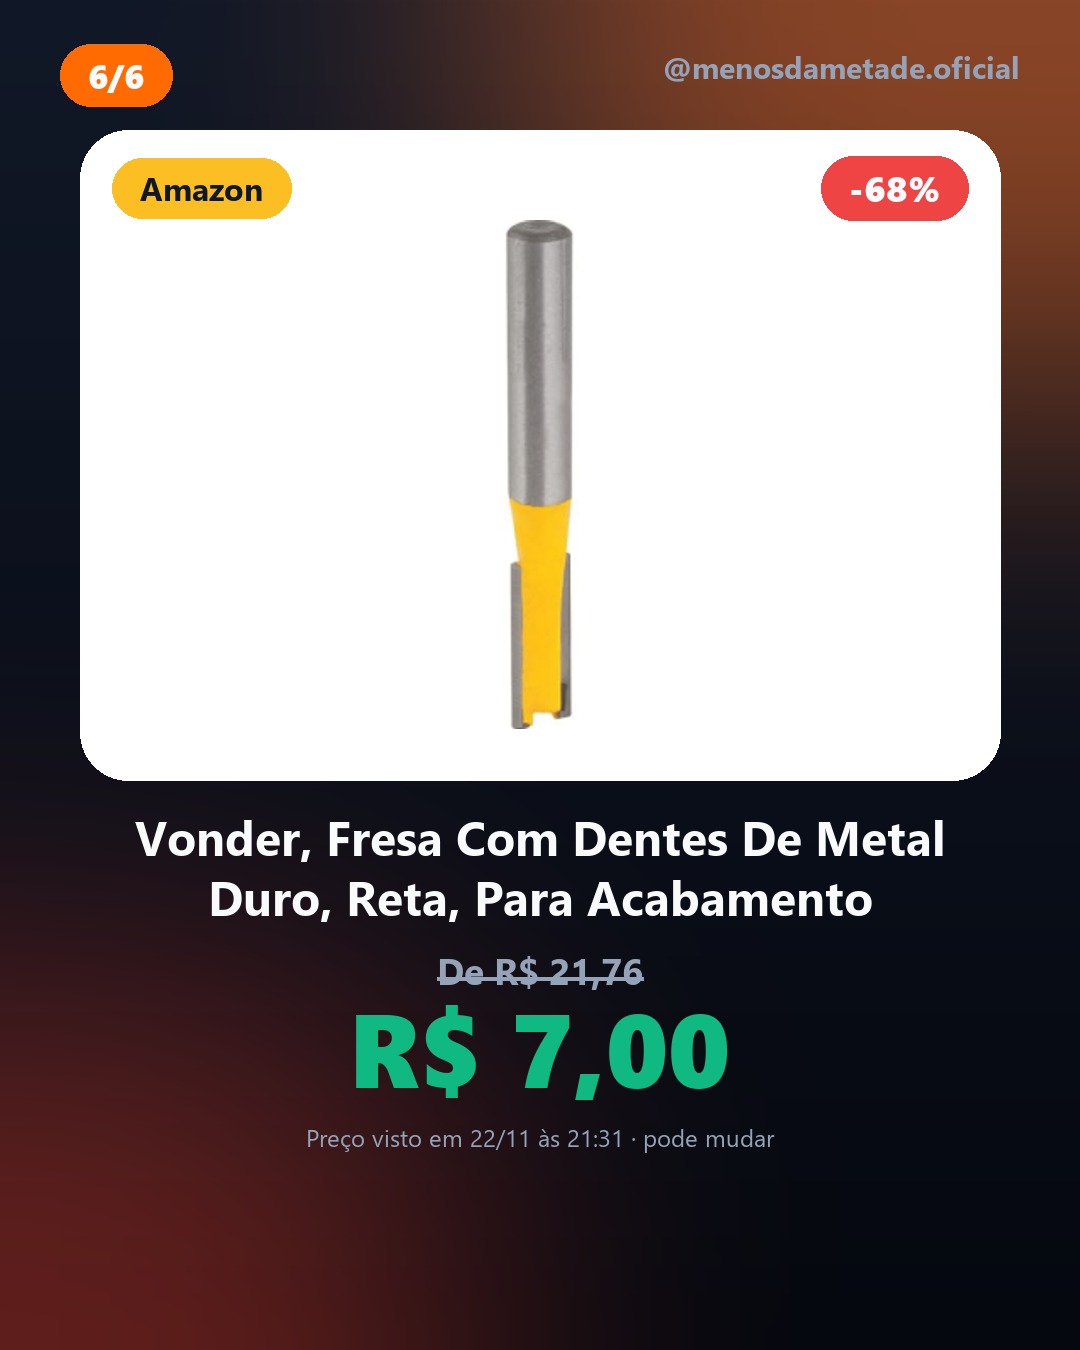 6/6
@menosdametade.oficial
Amazon
-68%
Vonder, Fresa Com Dentes De Metal
Duro, Reta, Para Acabamento
De R$ 21,76
R$ 7,00
Preço visto em 22/11 às 21:31 · pode mudar